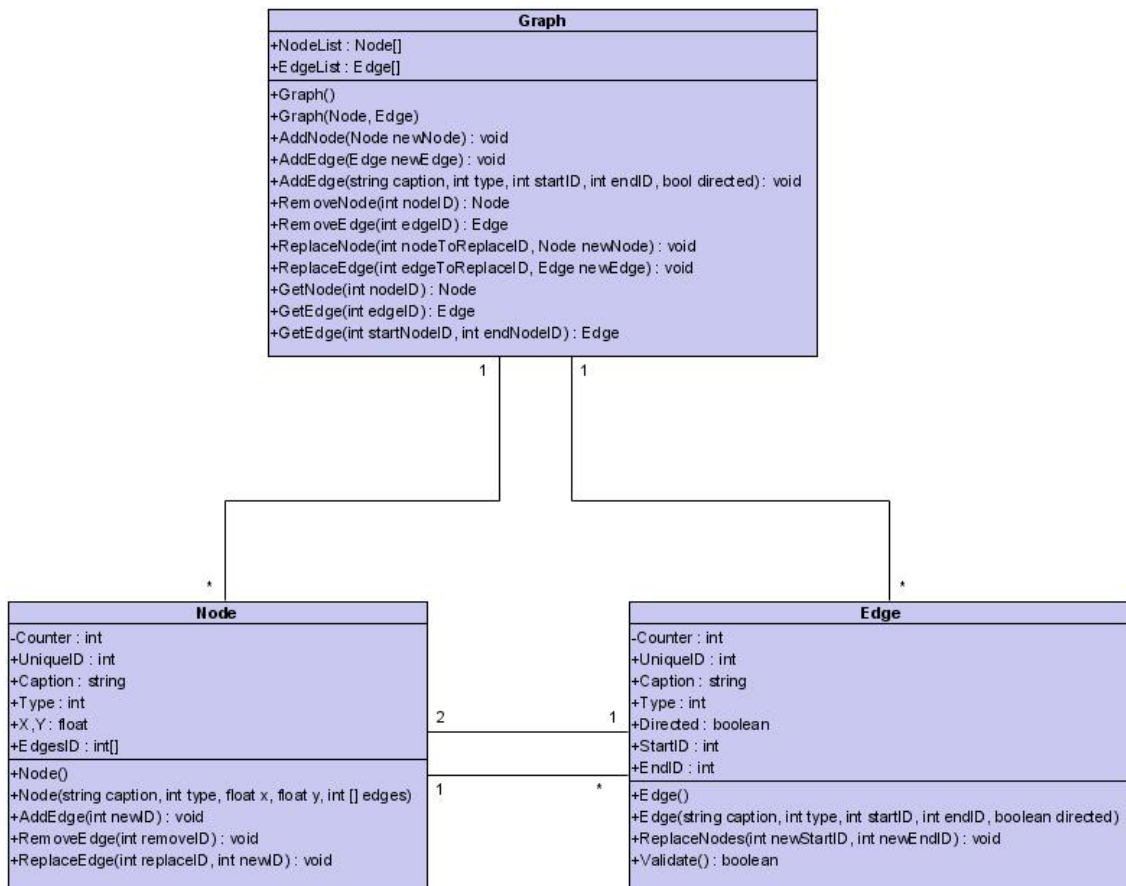 Graph
+NodeList : Node[]
+EdgeList : Edge[]
+Graph()
+Graph(Node, Edge)
+AddNode(Node newNode) : void
+AddEdge(Edge newEdge) : void
+AddEdge(string caption, int type, int startID, int endID, bool directed) : void
+RemoveNode(int nodeID) : Node
+RemoveEdge(int edgeID) : Edge
+ReplaceNode(int nodeToReplaceID, Node newNode) : void
+ReplaceEdge(int edgeToReplaceID, Edge newEdge) : void
+GetNode(int nodeID) : Node
+GetEdge(int edgeID) : Edge
+GetEdge(int startNodeID, int endNodeID) : Edge
1
1
*
*
Node
-Counter : int
+UniqueID : int
+Caption : string
+Type : int
+X,Y : float
+EdgesID : int[]
+Node()
+Node(string caption, int type, float x, float y, int [] edges)
+AddEdge(int newID) : void
+RemoveEdge(int removeID) : void
+ReplaceEdge(int replaceID, int newID) : void
2
1
1
*
Edge
-Counter : int
+UniqueID : int
+Caption : string
+Type : int
+Directed : boolean
+StartID : int
+EndID : int
+Edge()
+Edge(string caption, int type, int startID, int endID, boolean directed)
+ReplaceNodes(int newStartID, int newEndID) : void
+Validate() : boolean